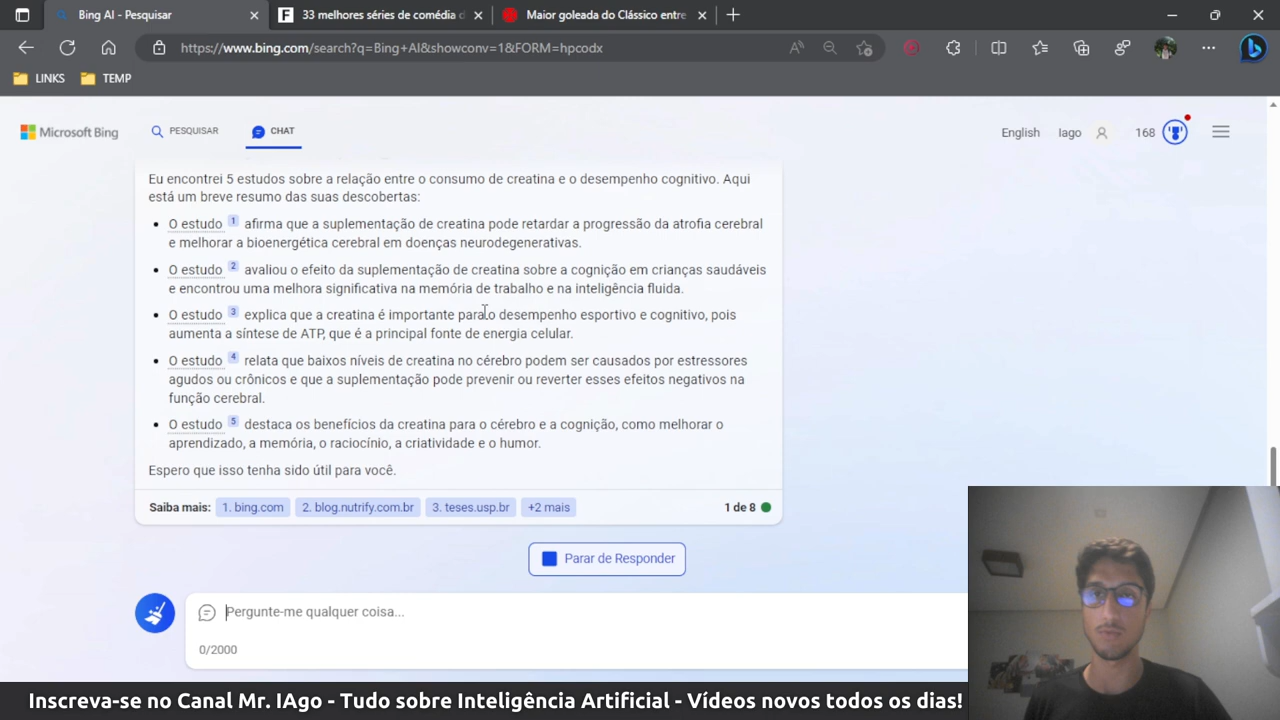 Bing AI - Pesquisar
33 melhores séries de comédia d
Maior goleada do Clássico entre
https://www.bing.com/search?q=Bing+AI&showconv=1&FORM=hpcodx
LINKS
TEMP
Microsoft Bing
PESQUISAR
CHAT
English
Iago
168
Eu encontrei 5 estudos sobre a relação entre o consumo de creatina e o desempenho cognitivo. Aqui
está um breve resumo das suas descobertas:
• O estudo 1 afirma que a suplementação de creatina pode retardar a progressão da atrofia cerebral
e melhorar a bioenergética cerebral em doenças neurodegenerativas.
• O estudo 2 avaliou o efeito da suplementação de creatina sobre a cognição em crianças saudáveis
e encontrou uma melhora significativa na memória de trabalho e na inteligência fluida.
• O estudo 3 explica que a creatina é importante para o desempenho esportivo e cognitivo, pois
aumenta a síntese de ATP, que é a principal fonte de energia celular.
• O estudo 4 relata que baixos níveis de creatina no cérebro podem ser causados por estressores
agudos ou crônicos e que a suplementação pode prevenir ou reverter esses efeitos negativos na
função cerebral.
• O estudo 5 destaca os benefícios da creatina para o cérebro e a cognição, como melhorar o
aprendizado, a memória, o raciocínio, a criatividade e o humor.
Espero que isso tenha sido útil para você.
Saiba mais: 1. bing.com 2. blog.nutrify.com.br 3. teses.usp.br +2 mais 1 de 8
Parar de Responder
Pergunte-me qualquer coisa...
0/2000
Inscreva-se no Canal Mr. IAgo - Tudo sobre Inteligência Artificial - Vídeos novos todos os dias!